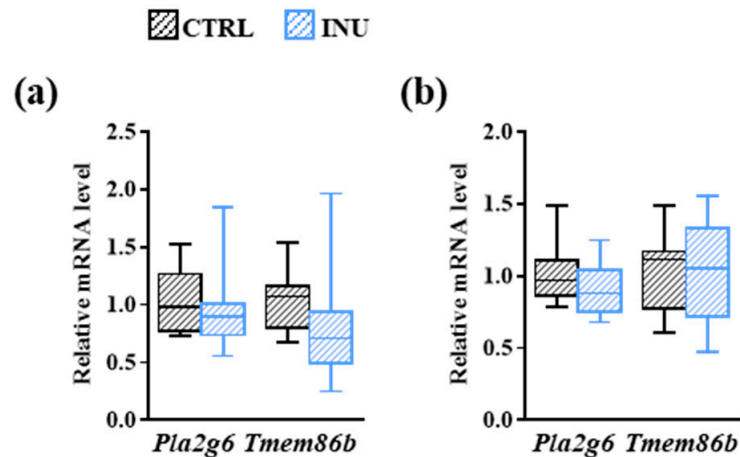 CTRL INU
(a) (b)
Relative mRNA level
2.5
2.0
1.5
1.0
0.5
0.0
Pla2g6 Tmem86b
Relative mRNA level
2.0
1.5
1.0
0.5
0.0
Pla2g6 Tmem86b